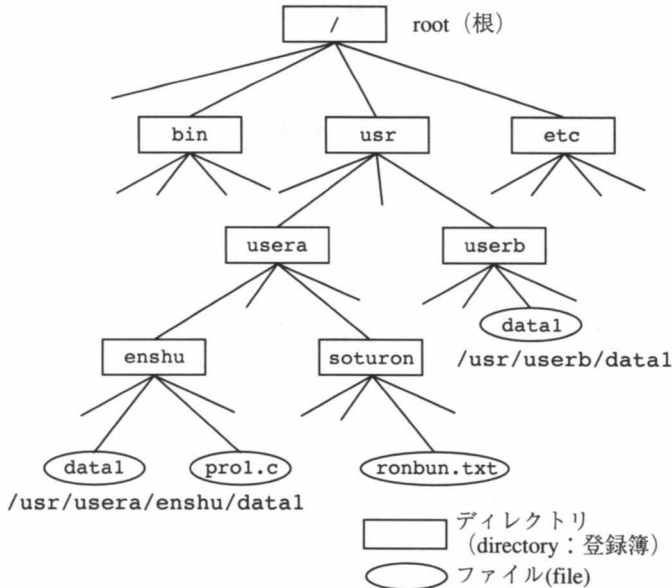 /
root（根）
bin
usr
etc
usera
userb
data1
/usr/userb/data1
enshu
soturon
data1
pro1.c
ronbun.txt
/usr/usera/enshu/data1
ディレクトリ
（directory：登録簿）
ファイル(file)